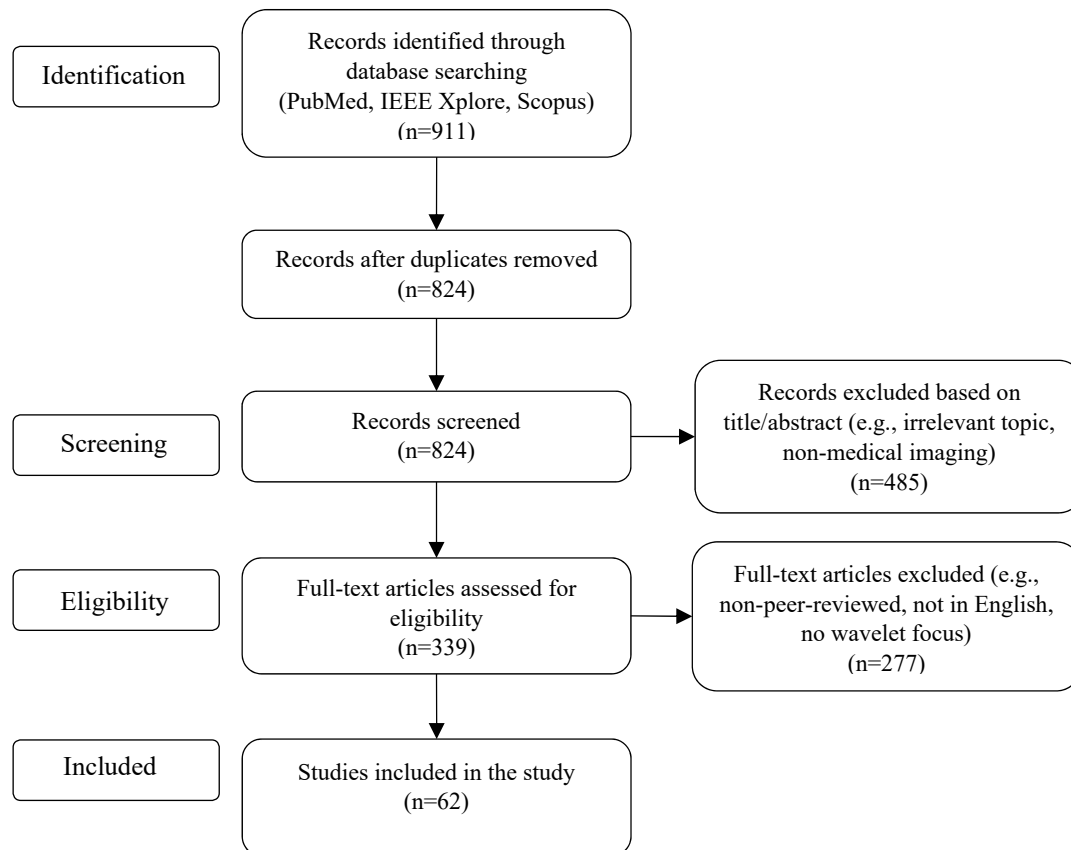 Identification
Records identified through
database searching
(PubMed, IEEE Xplore, Scopus)
(n=911)
Records after duplicates removed
(n=824)
Screening
Records screened
(n=824)
Records excluded based on
title/abstract (e.g., irrelevant topic,
non-medical imaging)
(n=485)
Eligibility
Full-text articles assessed for
eligibility
(n=339)
Full-text articles excluded (e.g.,
non-peer-reviewed, not in English,
no wavelet focus)
(n=277)
Included
Studies included in the study
(n=62)